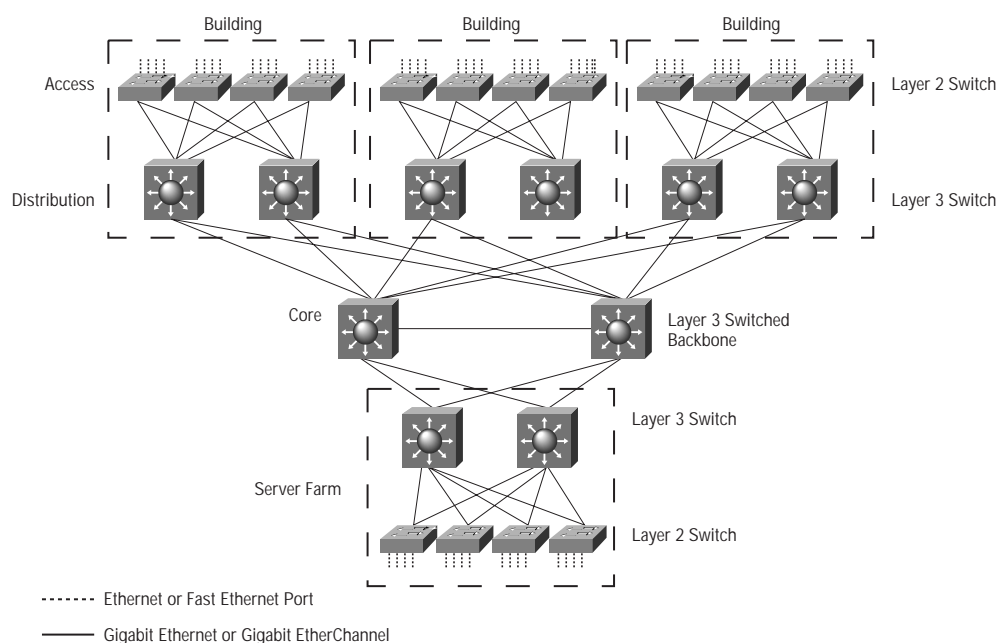 Building
Building
Building
Access
Layer 2 Switch
Distribution
Layer 3 Switch
Core
Layer 3 Switched
Backbone
Layer 3 Switch
Server Farm
Layer 2 Switch
Ethernet or Fast Ethernet Port
Gigabit Ethernet or Gigabit EtherChannel